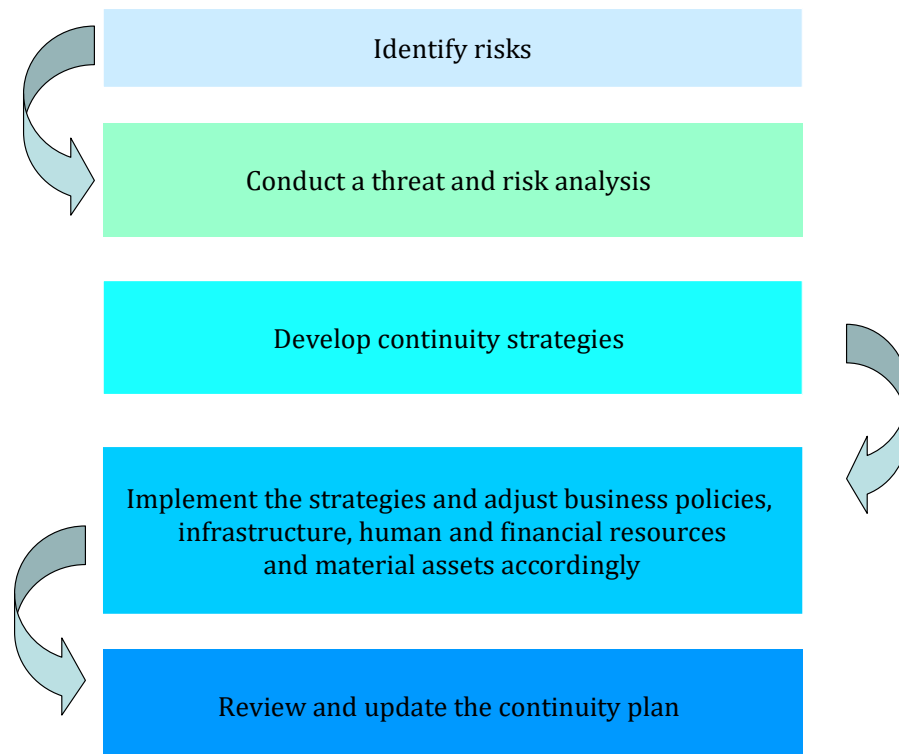 Identify risks
Conduct a threat and risk analysis
Develop continuity strategies
Implement the strategies and adjust business policies,
infrastructure, human and financial resources
and material assets accordingly
Review and update the continuity plan